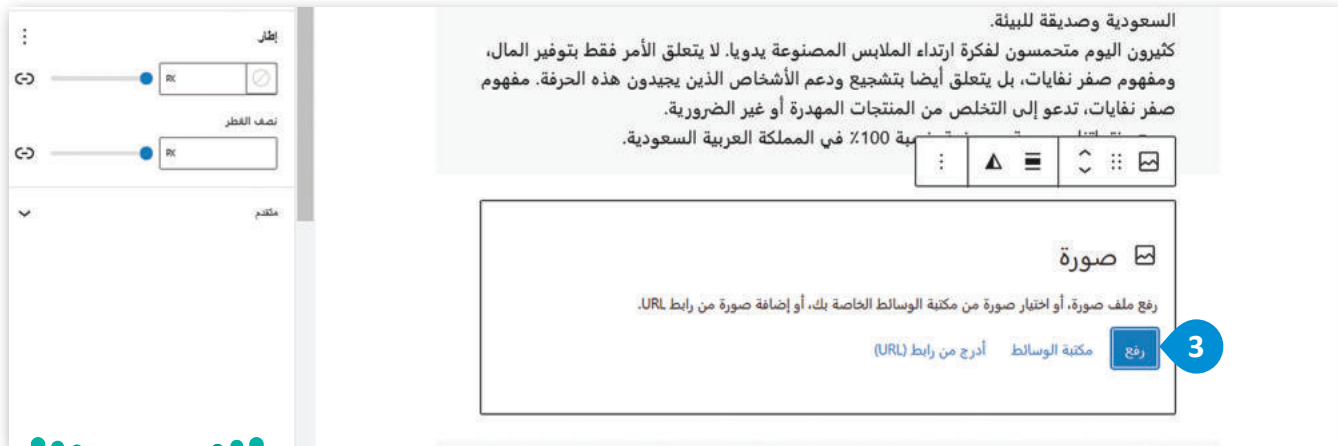 السعودية وصديقة للبيئة.
كثيرون اليوم متحمسون لفكرة ارتداء الملابس المصنوعة يدويا. لا يتعلق الأمر فقط بتوفير المال،
ومفهوم صفر نفايات، بل يتعلق أيضا بتشجيع ودعم الأشخاص الذين يجيدون هذه الحرفة. مفهوم
صفر نفايات، تدعو إلى التخلص من المنتجات المهدرة أو غير الضرورية.
100٪ في المملكة العربية السعودية.
صورة
رفع ملف صورة، أو اختيار صورة من مكتبة الوسائط الخاصة بك، أو إضافة صورة من رابط URL.
رفع مكتبة الوسائط أدرج من رابط (URL)
3
إطار
PX
نصف القطر
PX
متقدم